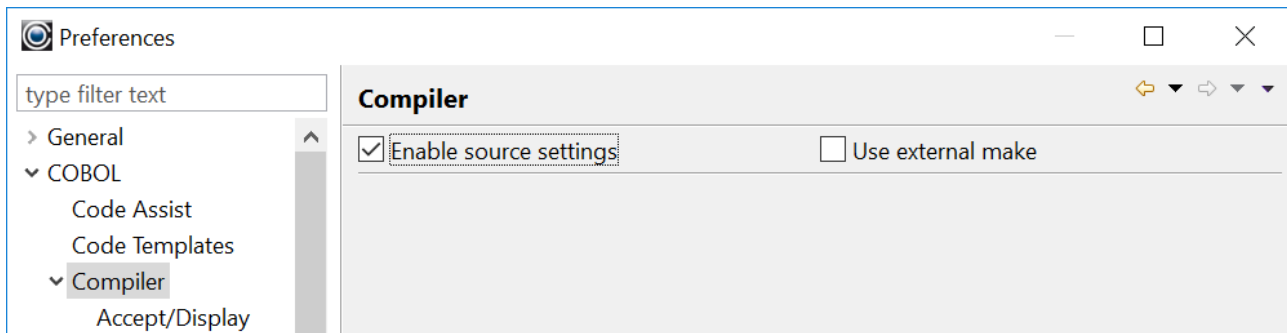 Preferences
type filter text
General
COBOL
Code Assist
Code Templates
Compiler
Accept/Display
Compiler
Enable source settings
Use external make